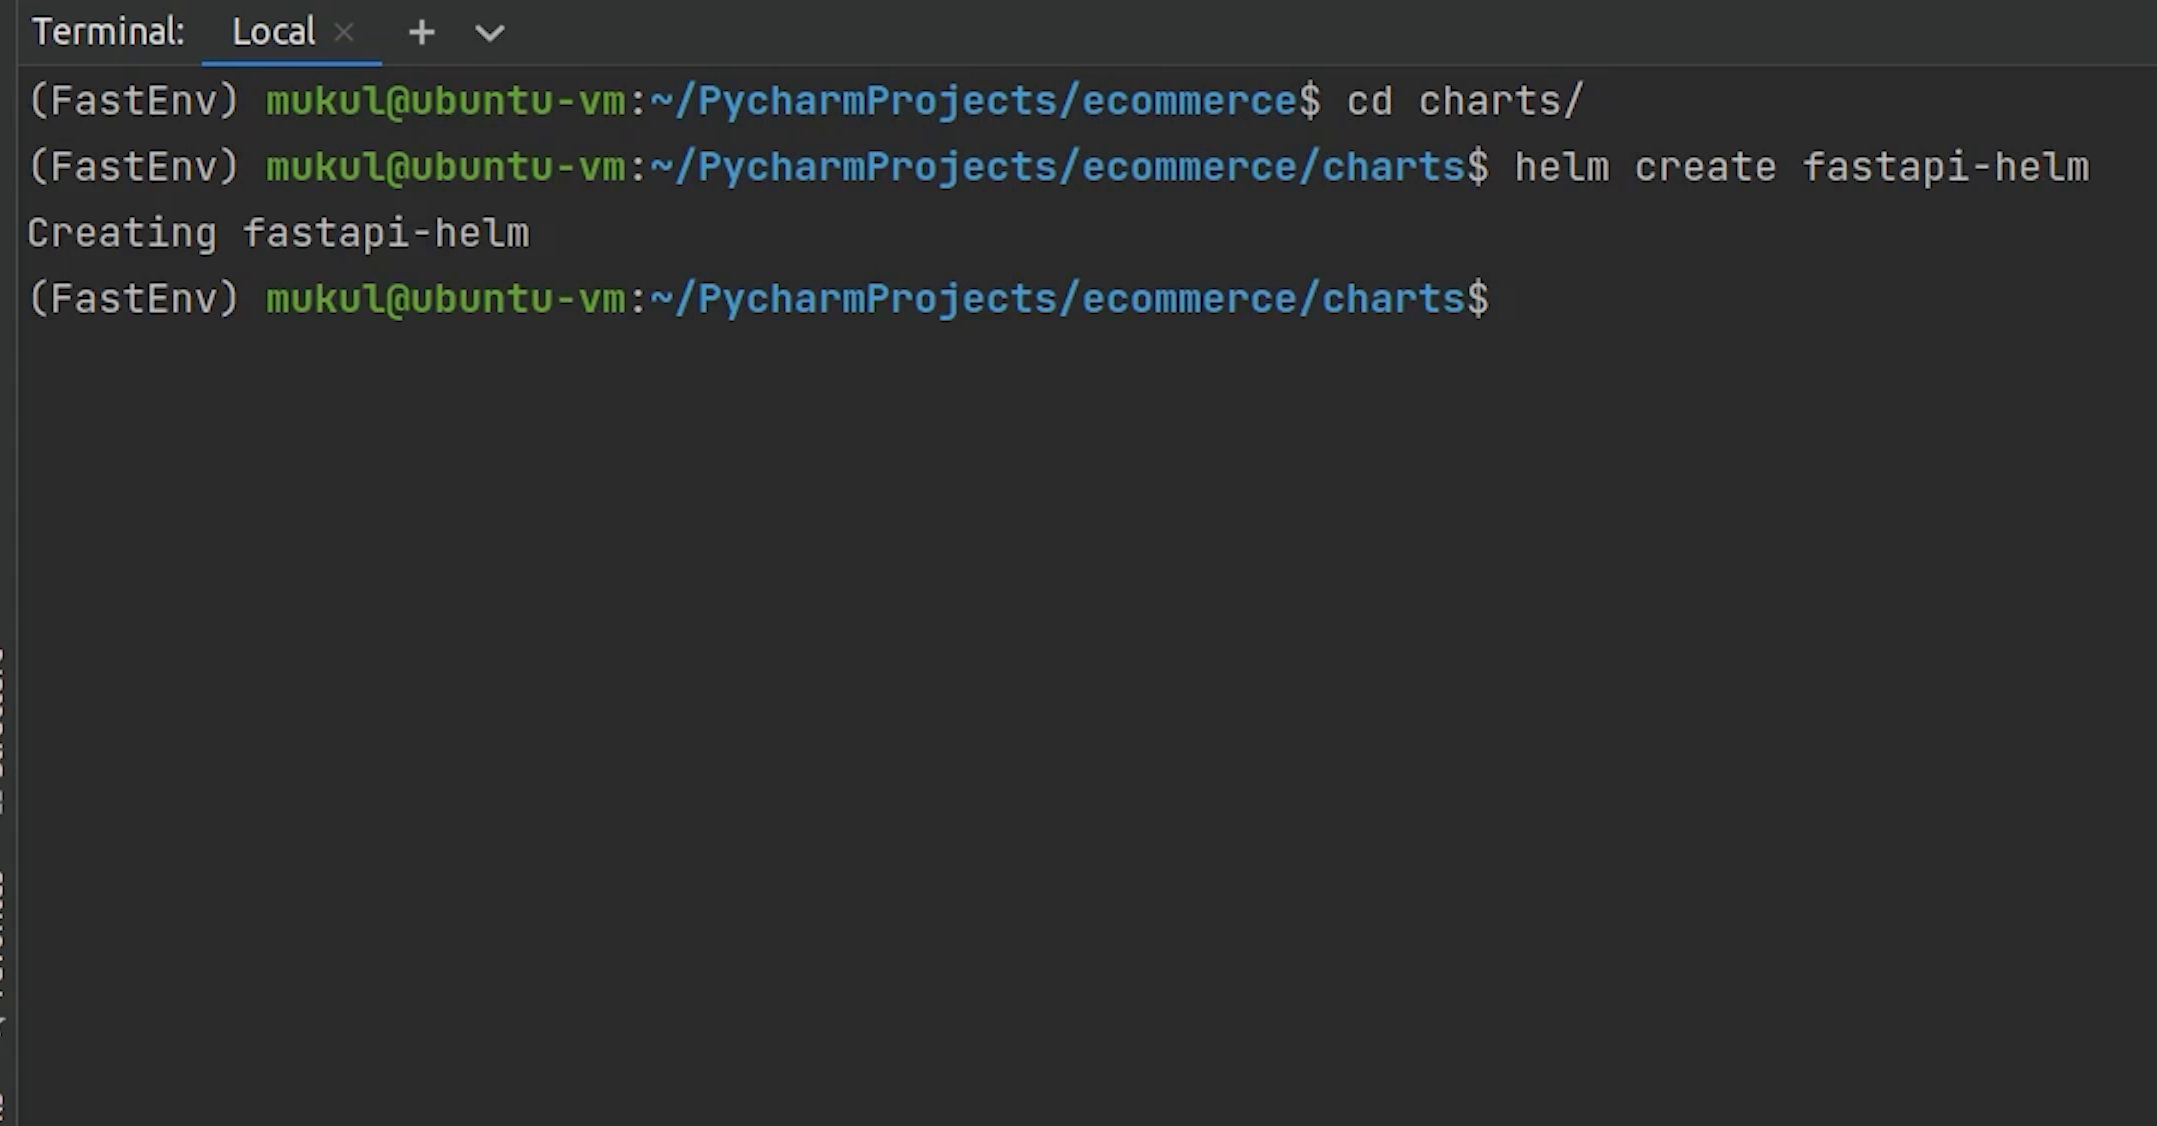 Terminal: Local × + 
(FastEnv) mukul@ubuntu-vm:~/PycharmProjects/ecommerce$ cd charts/
(FastEnv) mukul@ubuntu-vm:~/PycharmProjects/ecommerce/charts$ helm create fastapi-helm
Creating fastapi-helm
(FastEnv) mukul@ubuntu-vm:~/PycharmProjects/ecommerce/charts$